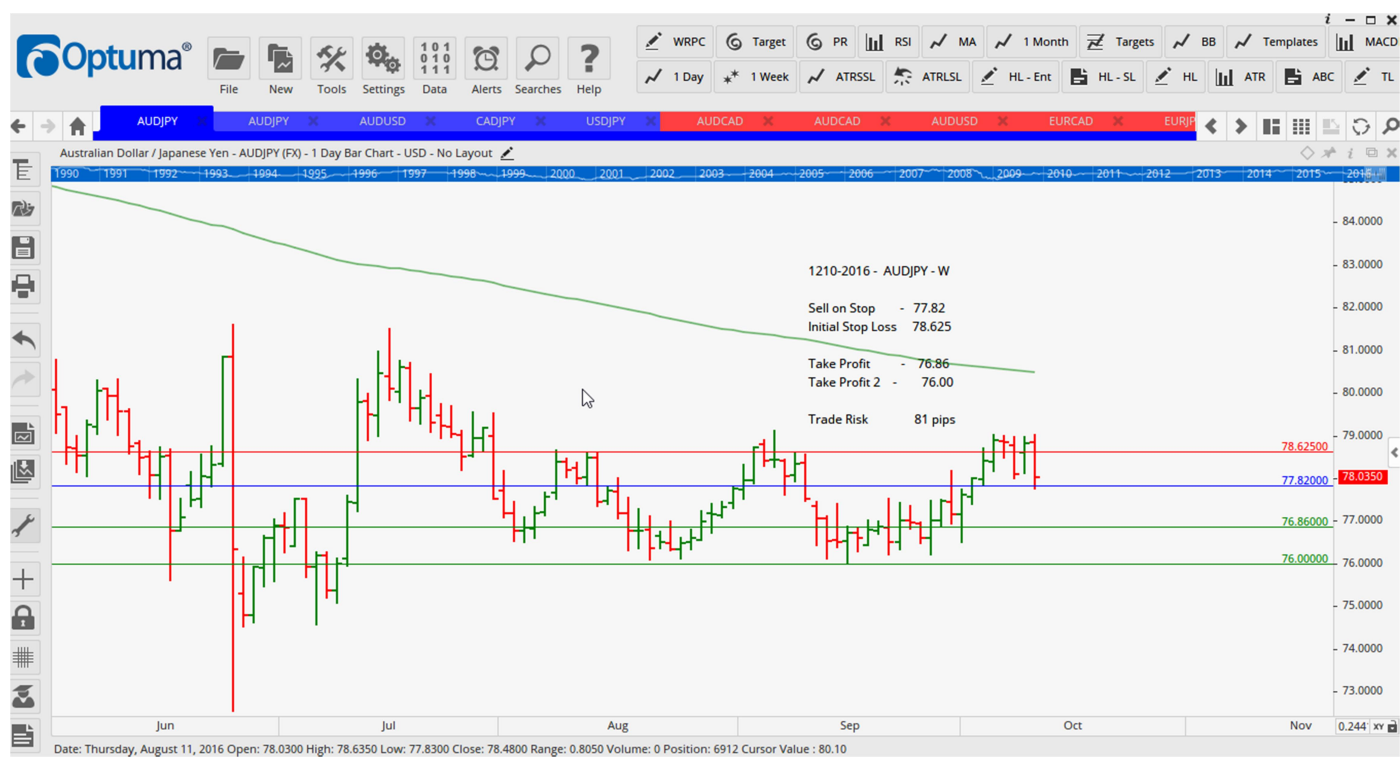 Optuma®
File
New
Tools
Settings
101
010
111
Data
Alerts
Searches
?
Help
WRPC
Target
PR
RSI
MA
1 Month
Targets
BB
Templates
MACD
1 Day
1 Week
ATRSSL
ATRLSL
HL - Ent
HL - SL
HL
ATR
ABC
TL
AUDJPY
AUDJPY
AUDUSD
CADJPY
USDJPY
AUDCAD
AUDCAD
AUDUSD
EURCAD
EURJP
Australian Dollar / Japanese Yen - AUDJPY (FX) - 1 Day Bar Chart - USD - No Layout
1990 1991 1992 1993 1994 1995 1996 1997 1998 1999 2000 2001 2002 2003 2004 2005 2006 2007 2008 2009 2010 2011 2012 2013 2014 2015 2016
84.0000
83.0000
82.0000
81.0000
80.0000
79.0000
78.0350
77.0000
76.0000
75.0000
74.0000
73.0000
1210-2016 - AUDJPY - W
Sell on Stop - 77.82
Initial Stop Loss 78.625
Take Profit - 76.86
Take Profit 2 - 76.00
Trade Risk 81 pips
78.62500
77.82000
76.86000
76.00000
Jun Jul Aug Sep Oct Nov
0.244 XY
Date: Thursday, August 11, 2016 Open: 78.0300 High: 78.6350 Low: 77.8300 Close: 78.4800 Range: 0.8050 Volume: 0 Position: 6912 Cursor Value : 80.10